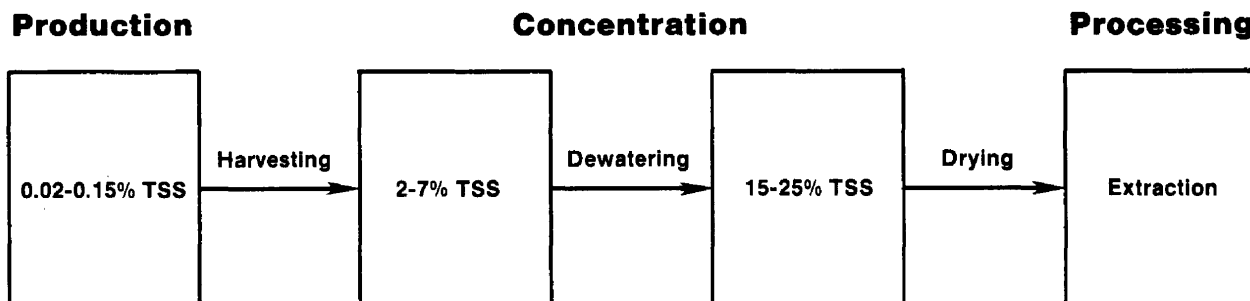 Production
Concentration
Processing
Harvesting
Dewatering
Drying
0.02-0.15% TSS
2-7% TSS
15-25% TSS
Extraction